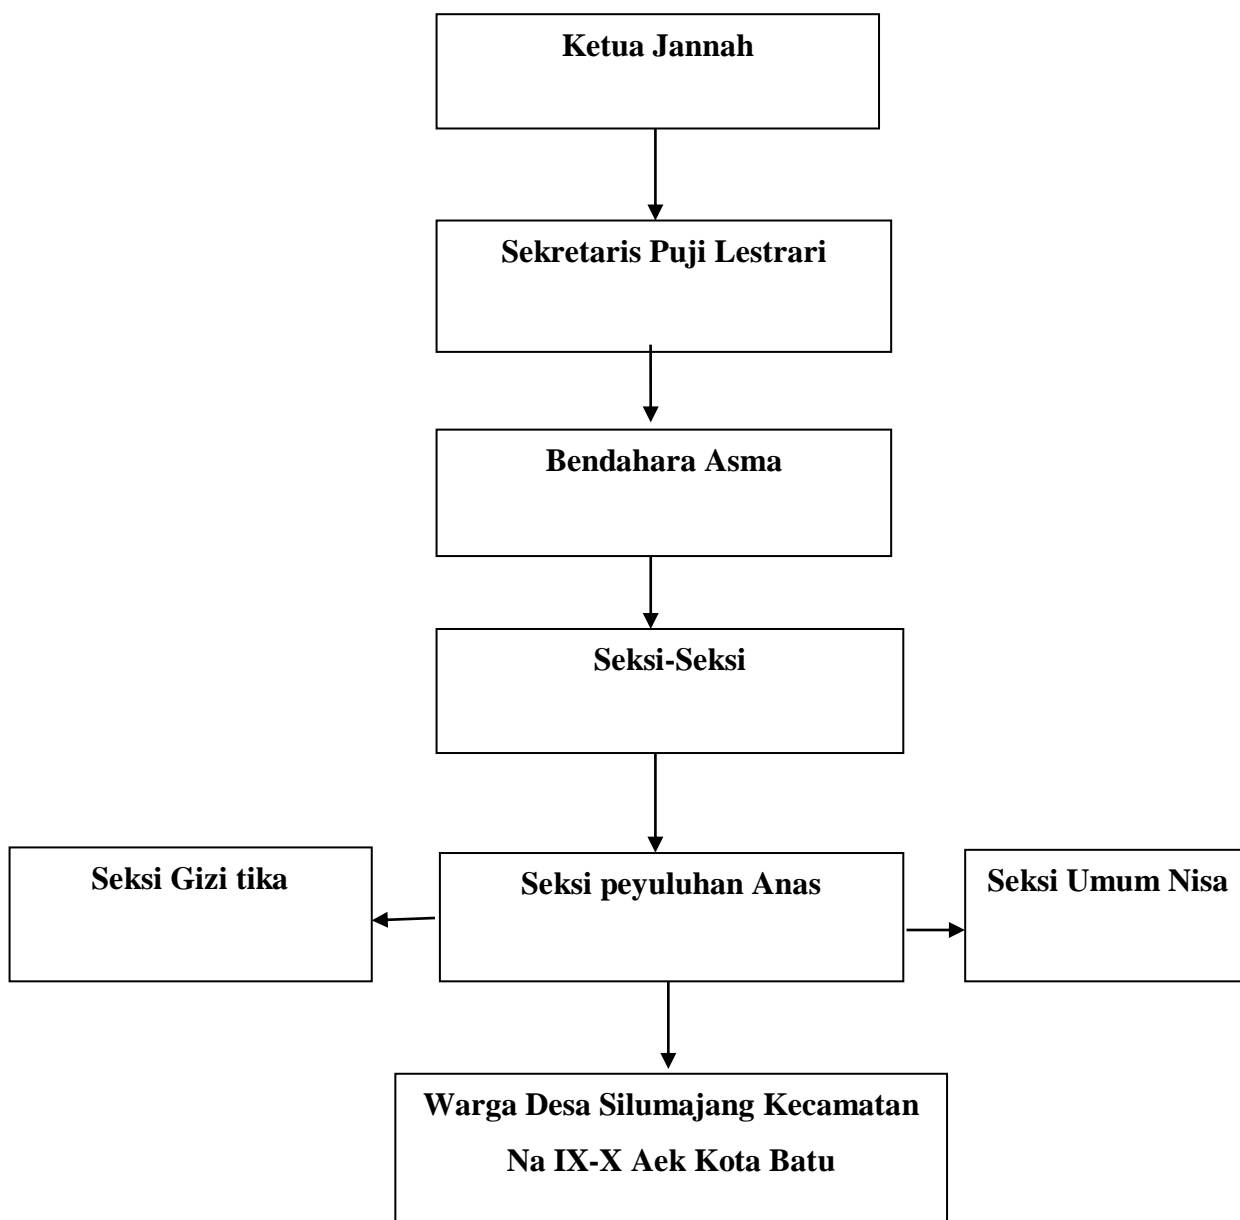 Ketua Jannah
Sekretaris Puji Lestrari
Bendahara Asma
Seksi-Seksi
Seksi Gizi tika
Seksi peyuluhan Anas
Seksi Umum Nisa
Warga Desa Silumajang Kecamatan
Na IX-X Aek Kota Batu